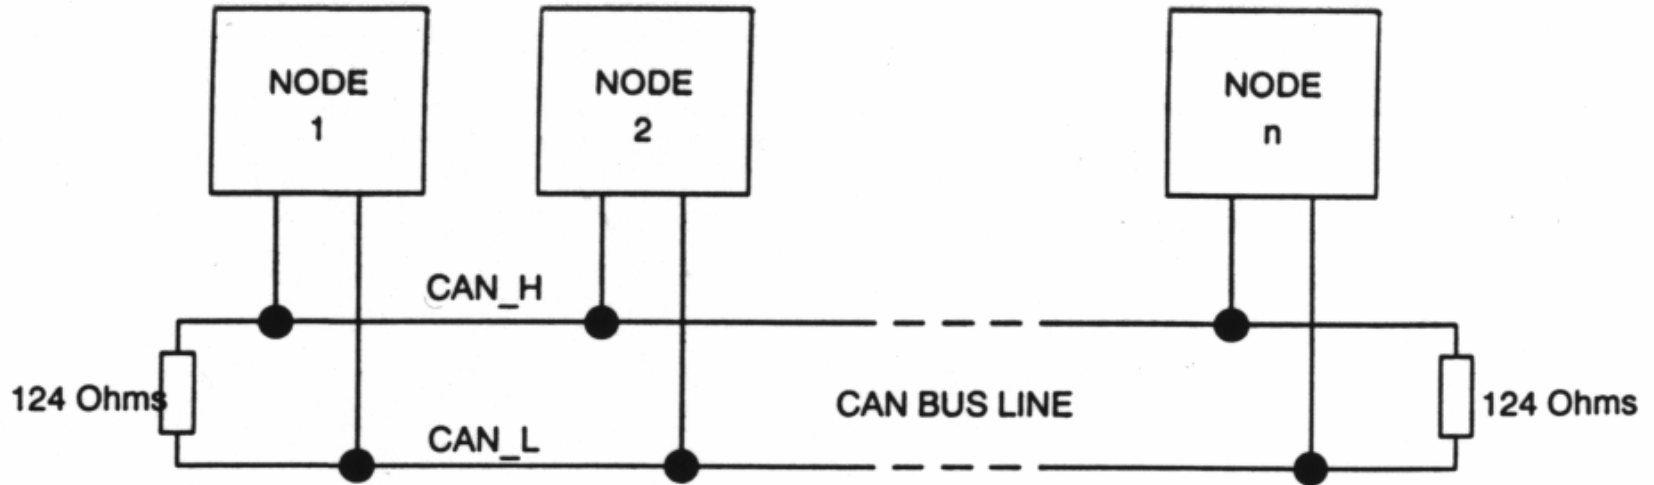 NODE
1
NODE
2
NODE
n
CAN_H
124 Ohms
CAN BUS LINE
124 Ohms
CAN_L